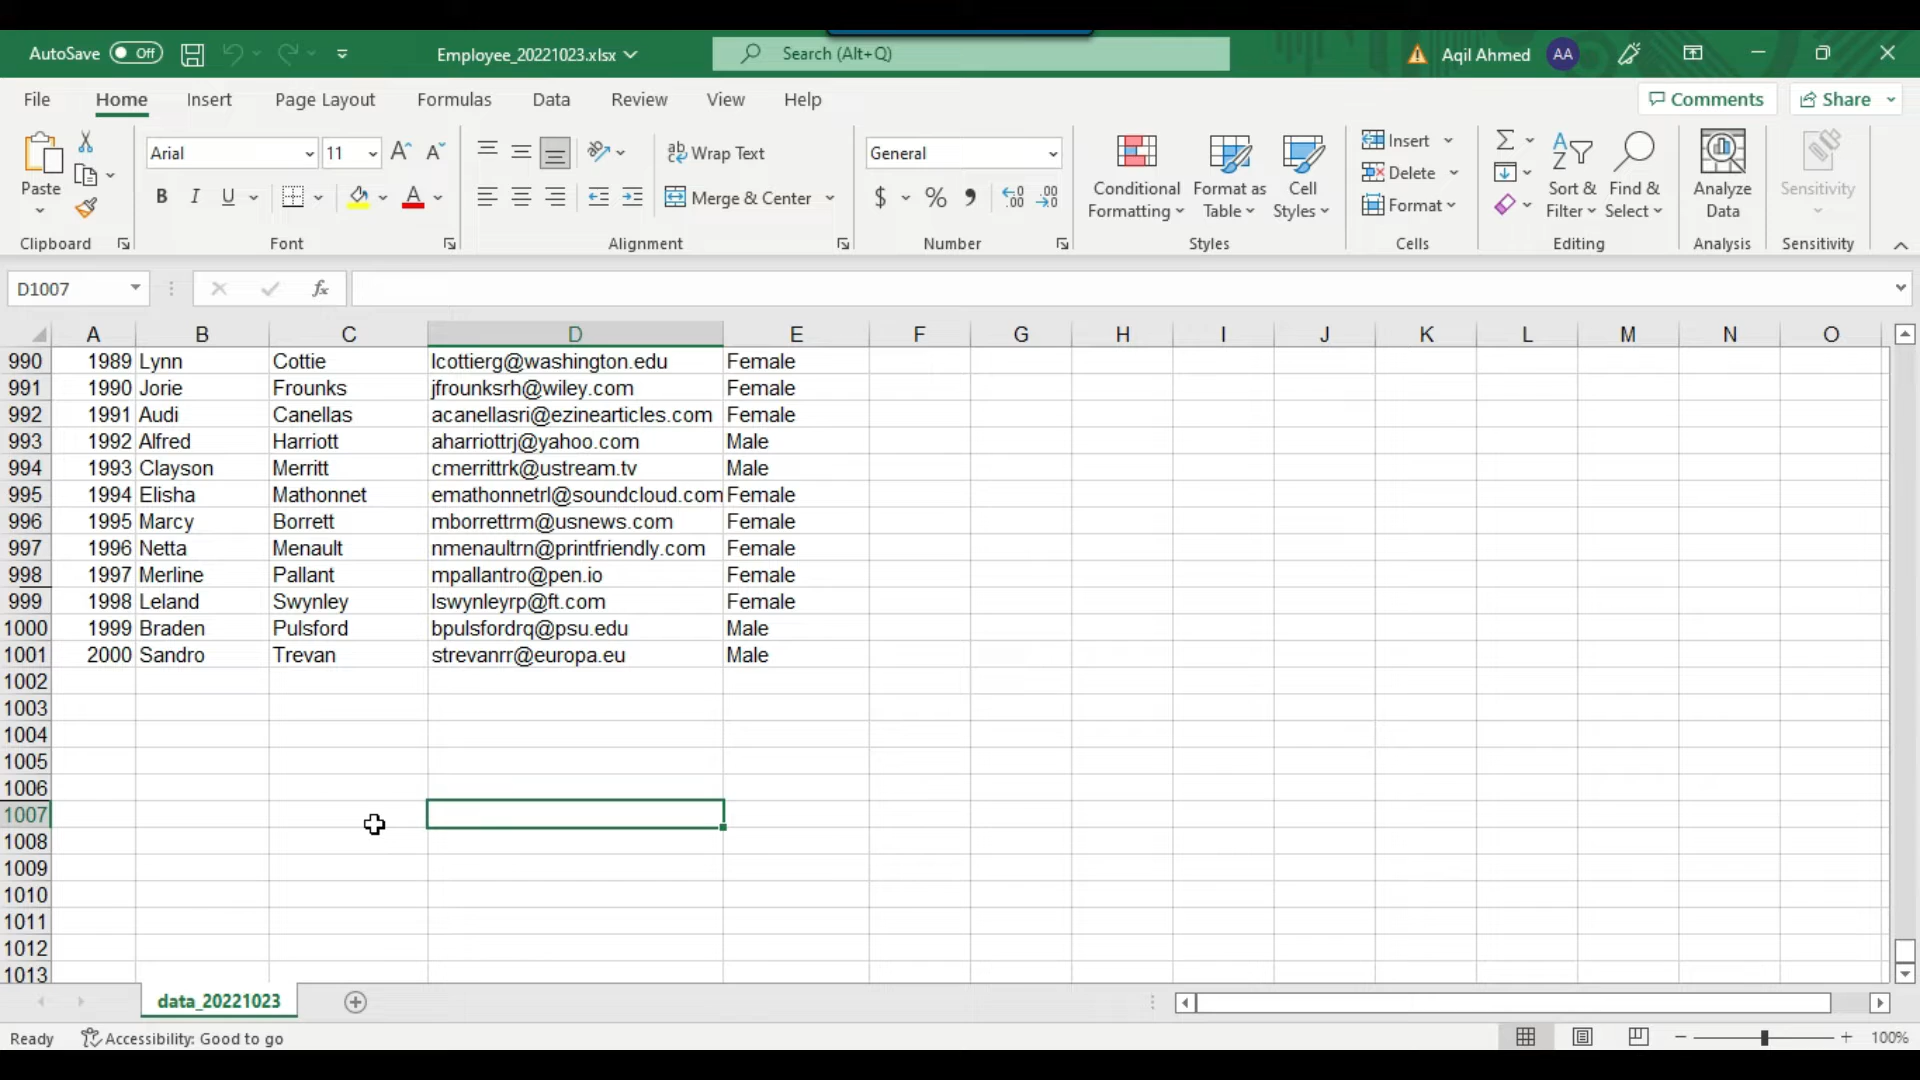 AutoSave Off Employee_20221023.xlsx Search (Alt+Q) Aqil Ahmed AA
File Home Insert Page Layout Formulas Data Review View Help Comments Share
Paste
Clipboard
Arial 11
B I U A
Font
Wrap Text
Merge & Center
Alignment
General
$ % 9
Number
Conditional Formatting
Format as Table
Cell Styles
Styles
Insert
Delete
Format
Cells
Sort & Filter
Find & Select
Editing
Analyze Data
Analysis
Sensitivity
Sensitivity
D1007 fx
A B C D E F G H I J K L M N O
990 1989 Lynn Cottie lcottierg@washington.edu Female
991 1990 Jorie Frounks jfrounksrh@wiley.com Female
992 1991 Audi Canellas acanellasri@ezinearticles.com Female
993 1992 Alfred Harriott aharriottrj@yahoo.com Male
994 1993 Clayson Merritt cmerrittrk@ustream.tv Male
995 1994 Elisha Mathonnet emathonnetrl@soundcloud.com Female
996 1995 Marcy Borrett mborrettrm@usnews.com Female
997 1996 Netta Menault nmenaultrn@printfriendly.com Female
998 1997 Merline Pallant mpallantro@pen.io Female
999 1998 Leland Swynley lswynleyrp@ft.com Female
1000 1999 Braden Pulsford bpulsfordrq@psu.edu Male
1001 2000 Sandro Trevan strevanrr@europa.eu Male
1002
1003
1004
1005
1006
1007
1008
1009
1010
1011
1012
1013
data_20221023
Ready Accessibility: Good to go 100%